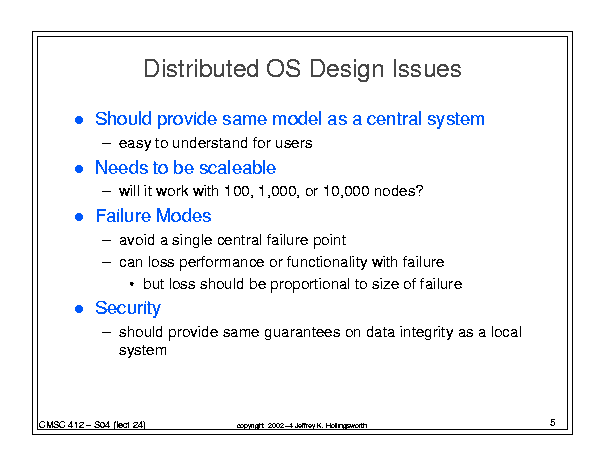 Distributed OS Design Issues
● Should provide same model as a central system
– easy to understand for users
● Needs to be scaleable
– will it work with 100, 1,000, or 10,000 nodes?
● Failure Modes
– avoid a single central failure point
– can loss performance or functionality with failure
• but loss should be proportional to size of failure
● Security
– should provide same guarantees on data integrity as a local
system
CMSC 412 – S04 (lect 24)
copyright 2002–4 Jeffrey K. Hollingsworth
5